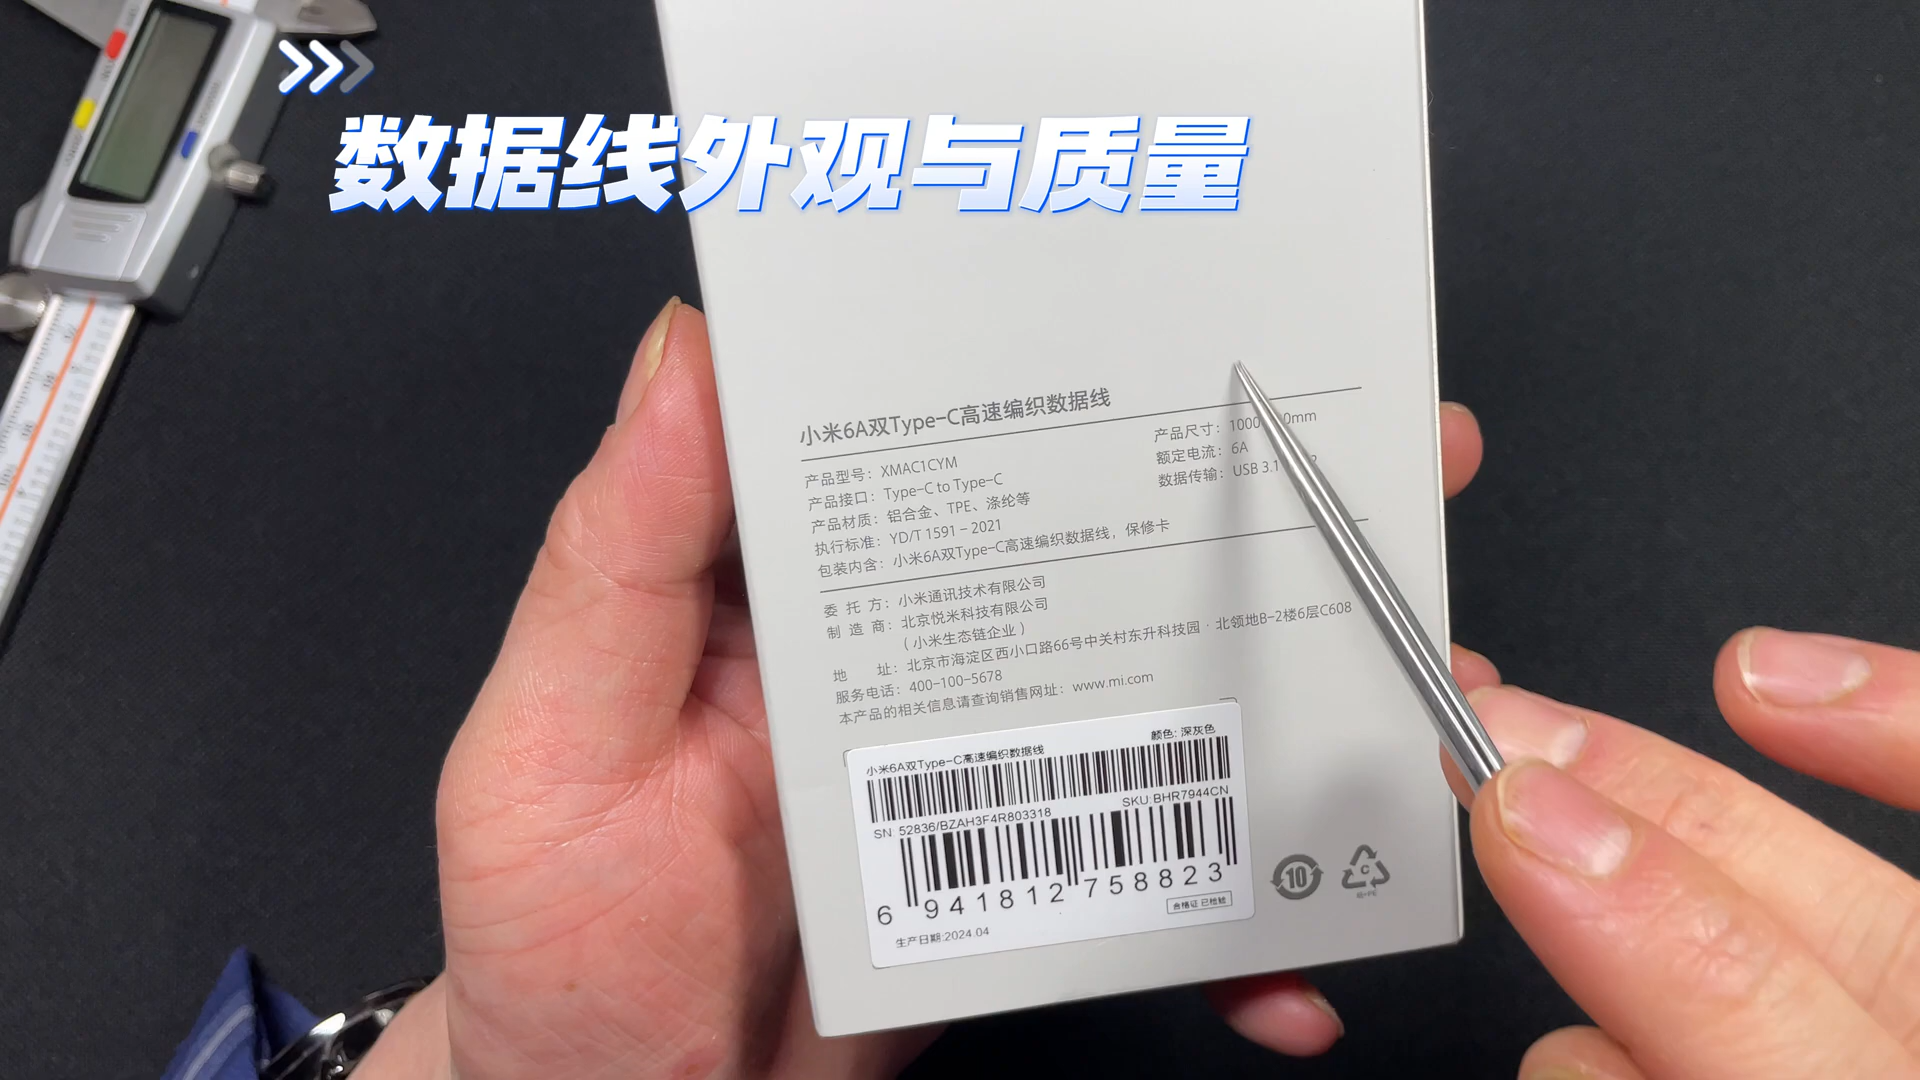 数据线外观与质量
小米6A双Type-C高速编织数据线
产品型号：XMAC1CYM
产品接口：Type-C to Type-C
产品材质：铝合金、TPE、涤纶等
执行标准：YD/T 1591-2021
包装内含：小米6A双Type-C高速编织数据线，保修卡
产品尺寸：1000 0mm
额定电流：6A
数据传输：USB 3.1
委托方：小米通讯技术有限公司
制造商：北京悦米科技有限公司
（小米生态链企业）
地址：北京市海淀区西小口路66号中关村东升科技园·北领地B-2楼6层C608
服务电话：400-100-5678
本产品的相关信息请查询销售网址：www.mi.com
小米6A双Type-C高速编织数据线 颜色: 深灰色
SN: 52836/BZAH3F4R803318 SKU:BHR7944CN
6 941812 758823
合格证 已检验
生产日期:2024.04
10
C